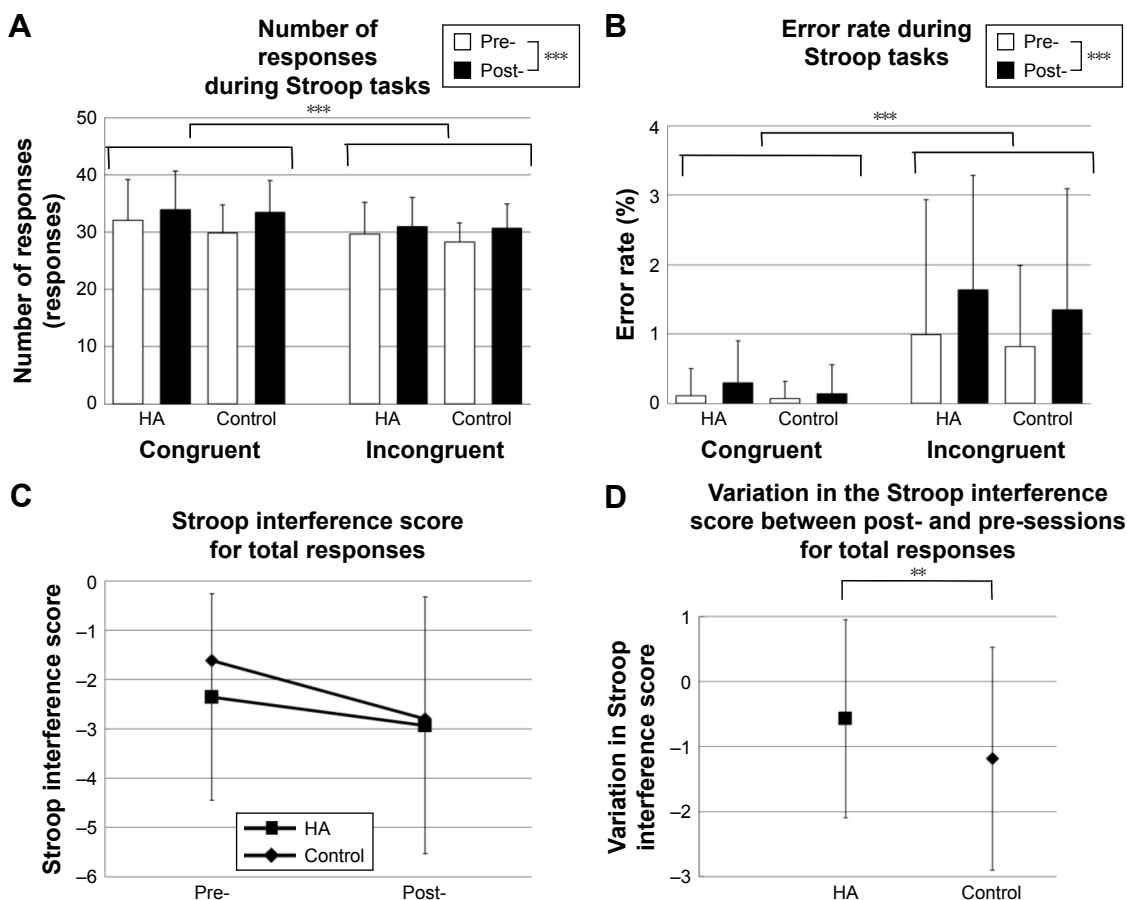 A
Number of
responses
during Stroop tasks
Pre-
Post-
***
***
Number of responses
(responses)
50
40
30
20
10
0
HA
Control
HA
Control
Congruent
Incongruent
B
Error rate during
Stroop tasks
Pre-
Post-
***
***
Error rate (%)
4
3
2
1
0
HA
Control
HA
Control
Congruent
Incongruent
C
Stroop interference score
for total responses
Stroop interference score
0
–1
–2
–3
–4
–5
–6
HA
Control
Pre-
Post-
D
Variation in the Stroop interference
score between post- and pre-sessions
for total responses
**
Variation in Stroop
interference score
1
0
–1
–2
–3
HA
Control